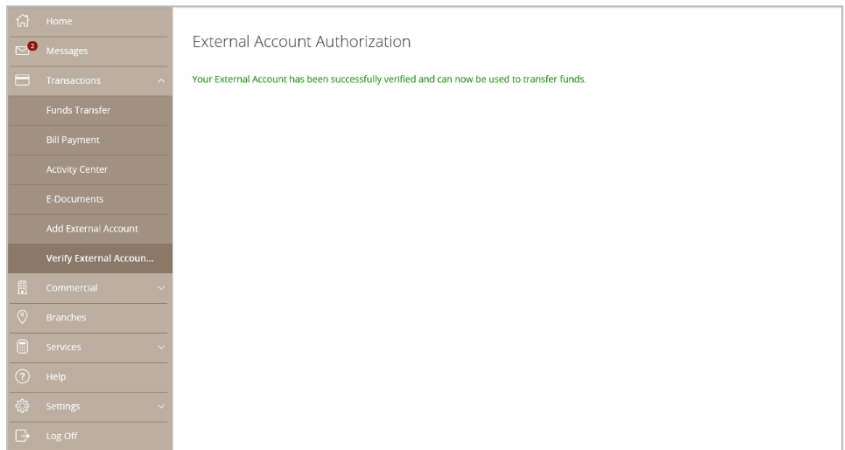 Home
2
Messages
Transactions
Funds Transfer
Bill Payment
Activity Center
E-Documents
Add External Account
Verify External Accoun...
Commercial
Branches
Services
Help
Settings
Log Off
External Account Authorization
Your External Account has been successfully verified and can now be used to transfer funds.